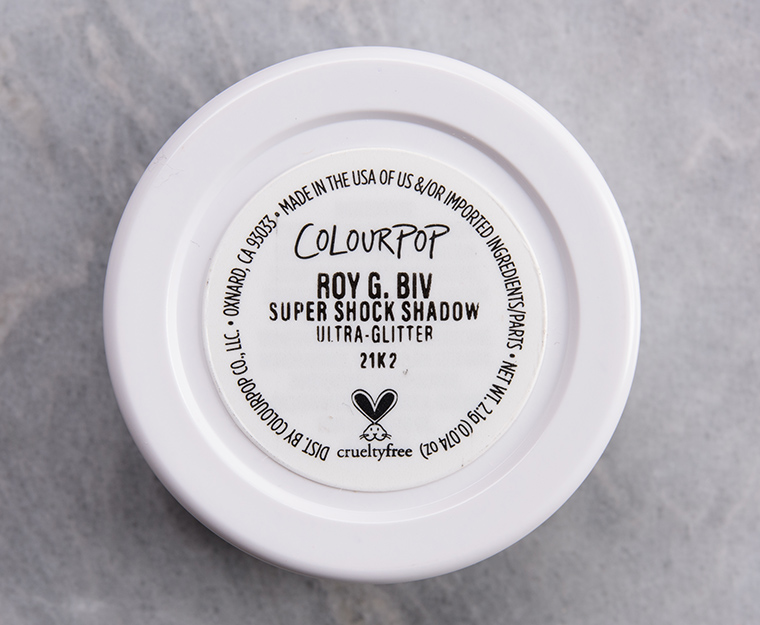 COLOURPOP
ROY G. BIV
SUPER SHOCK SHADOW
ULTRA-GLITTER
21K2
crueltyfree
DIST. BY COLOURPOP CO., LLC. • OXNARD, CA 93033 • MADE IN THE USA OF US &/OR IMPORTED INGREDIENTS/PARTS • NET WT. 2.1g (0.074 oz)